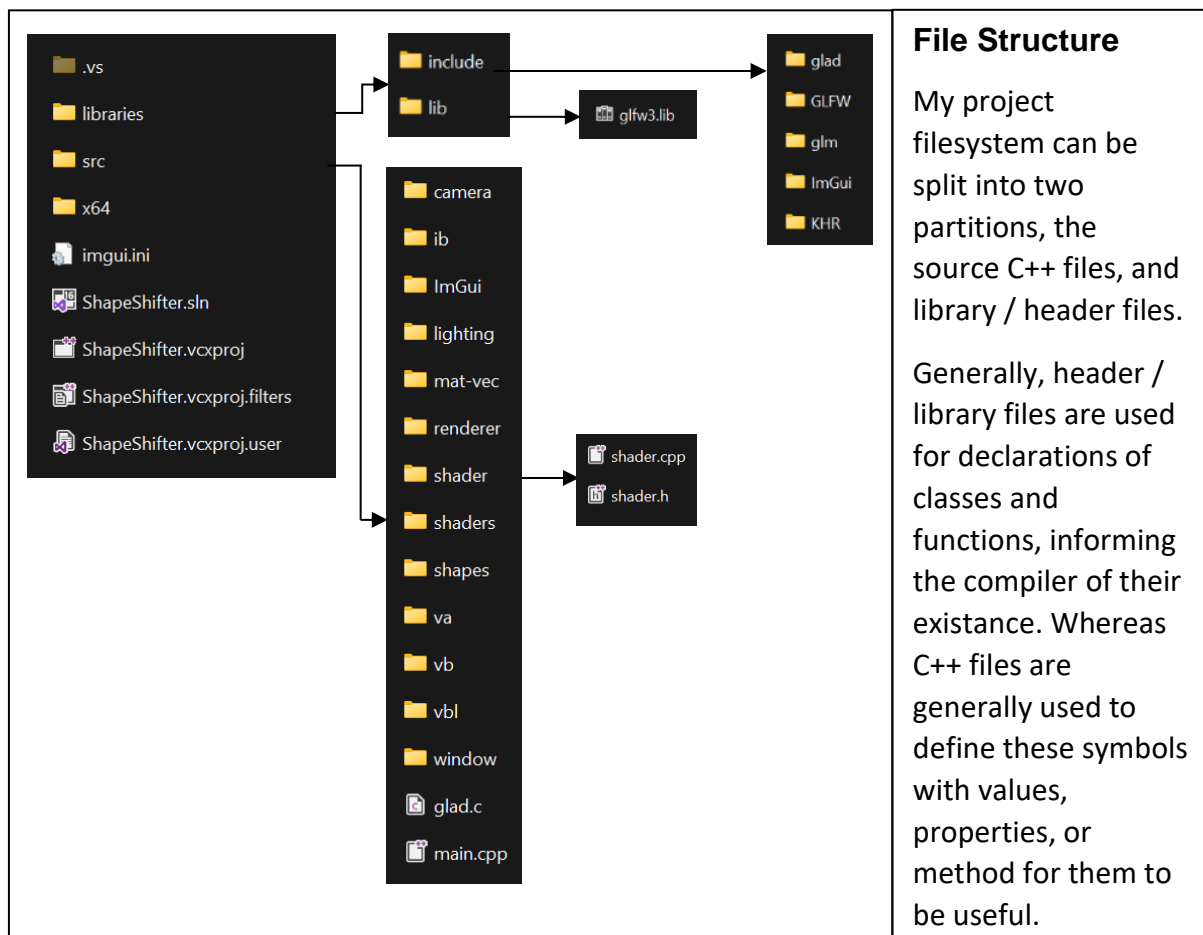 .vs
libraries
src
x64
imgui.ini
ShapeShifter.sln
ShapeShifter.vcxproj
ShapeShifter.vcxproj.filters
ShapeShifter.vcxproj.user
include
lib
glfw3.lib
glad
GLFW
glm
ImGui
KHR
camera
ib
ImGui
lighting
mat-vec
renderer
shader
shaders
shapes
va
vb
vbl
window
glad.c
main.cpp
shader.cpp
shader.h
File Structure
My project
filesystem can be
split into two
partitions, the
source C++ files, and
library / header files.
Generally, header /
library files are used
for declarations of
classes and
functions, informing
the compiler of their
existance. Whereas
C++ files are
generally used to
define these symbols
with values,
properties, or
method for them to
be useful.